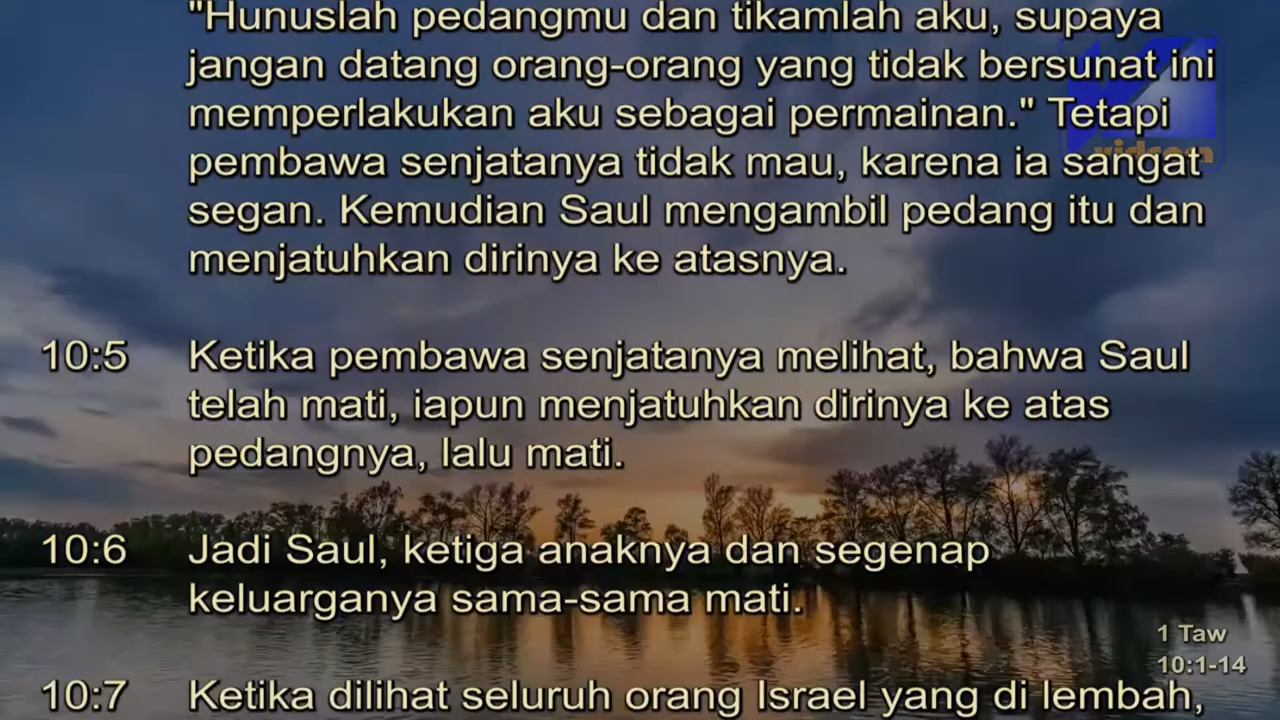 "Hunuslah pedangmu dan tikamlah aku, supaya
jangan datang orang-orang yang tidak bersunat ini
memperlakukan aku sebagai permainan." Tetapi
pembawa senjatanya tidak mau, karena ia sangat
segan. Kemudian Saul mengambil pedang itu dan
menjatuhkan dirinya ke atasnya.
10:5 Ketika pembawa senjatanya melihat, bahwa Saul
telah mati, iapun menjatuhkan dirinya ke atas
pedangnya, lalu mati.
10:6 Jadi Saul, ketiga anaknya dan segenap
keluarganya sama-sama mati.
1 Taw
10:1-14
10:7 Ketika dilihat seluruh orang Israel yang di lembah,